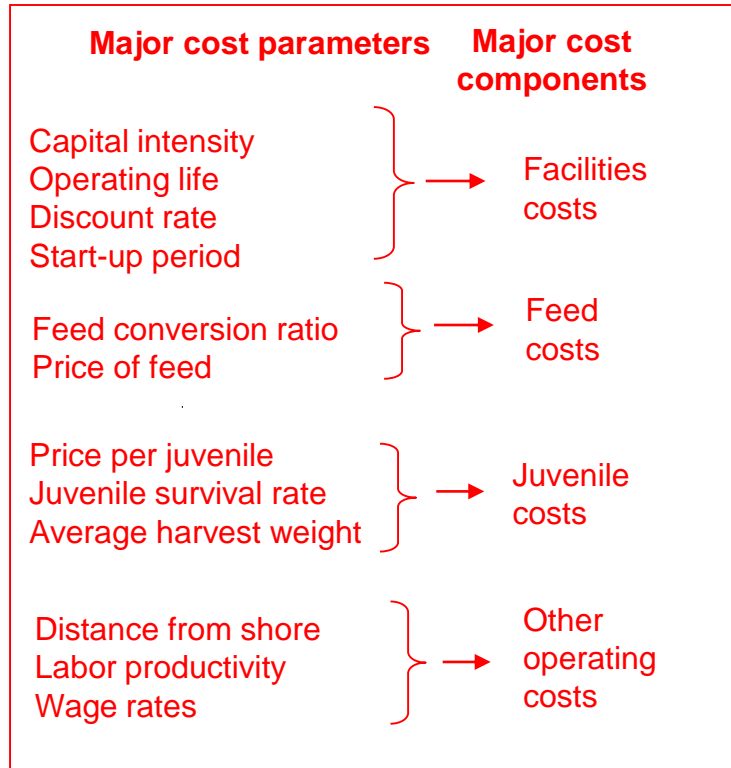 Major cost parameters
Major cost
components
Capital intensity
Operating life
Discount rate
Start-up period
Facilities
costs
Feed conversion ratio
Price of feed
Feed
costs
Price per juvenile
Juvenile survival rate
Average harvest weight
Juvenile
costs
Distance from shore
Labor productivity
Wage rates
Other
operating
costs